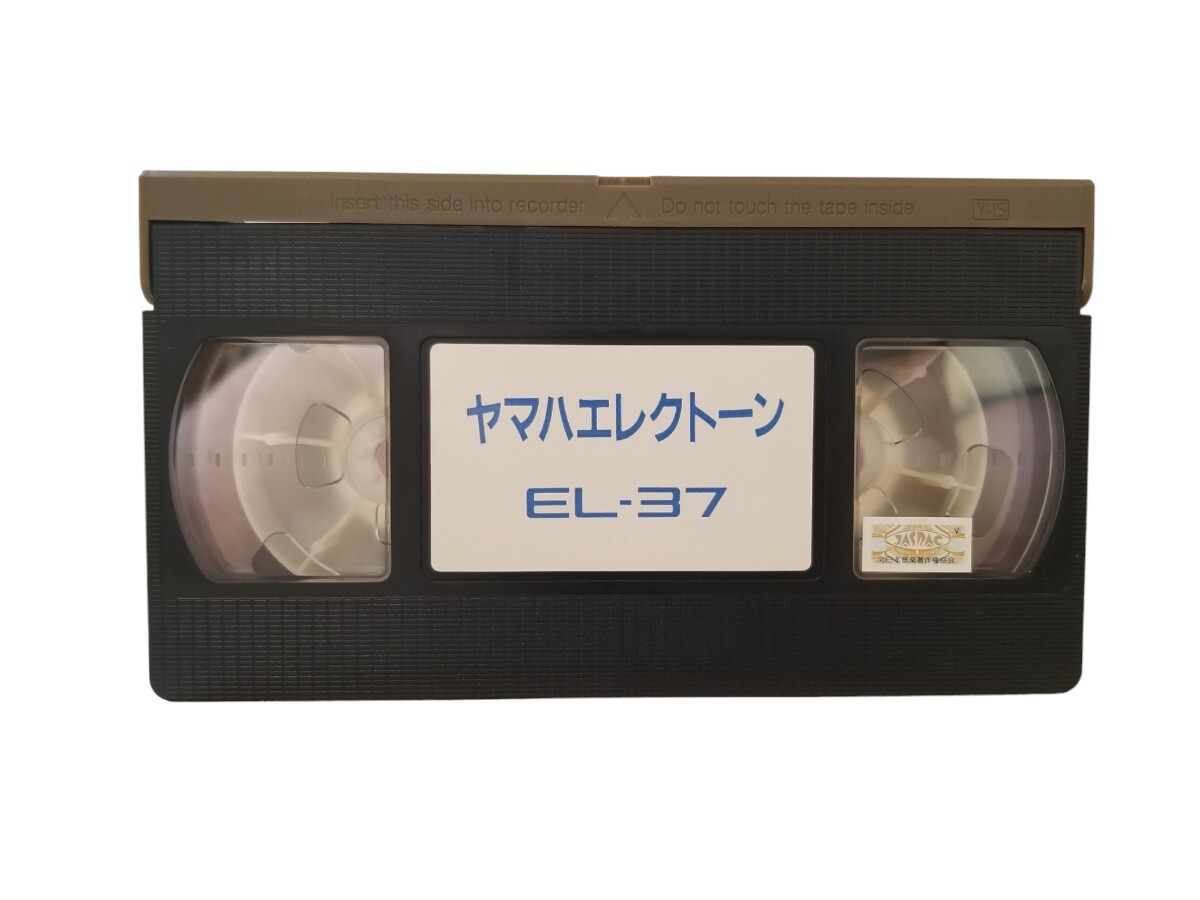 Insert this side into recorder
Do not touch the tape inside
VHS
ヤマハエレクトーン
EL-37
V
JASRAC